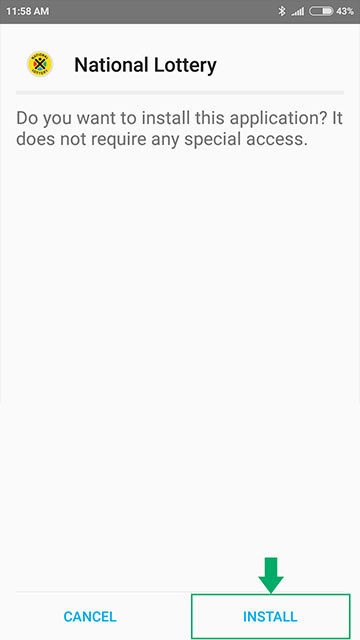 11:58 AM 43%
National Lottery
Do you want to install this application? It
does not require any special access.
CANCEL INSTALL